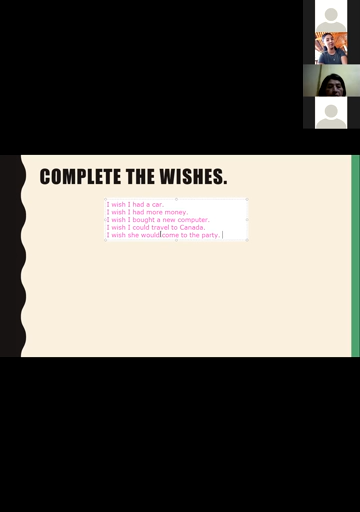 COMPLETE THE WISHES.
I wish I had a car.
I wish I had more money.
I wish I bought a new computer.
I wish I could travel to Canada.
I wish she would come to the party.